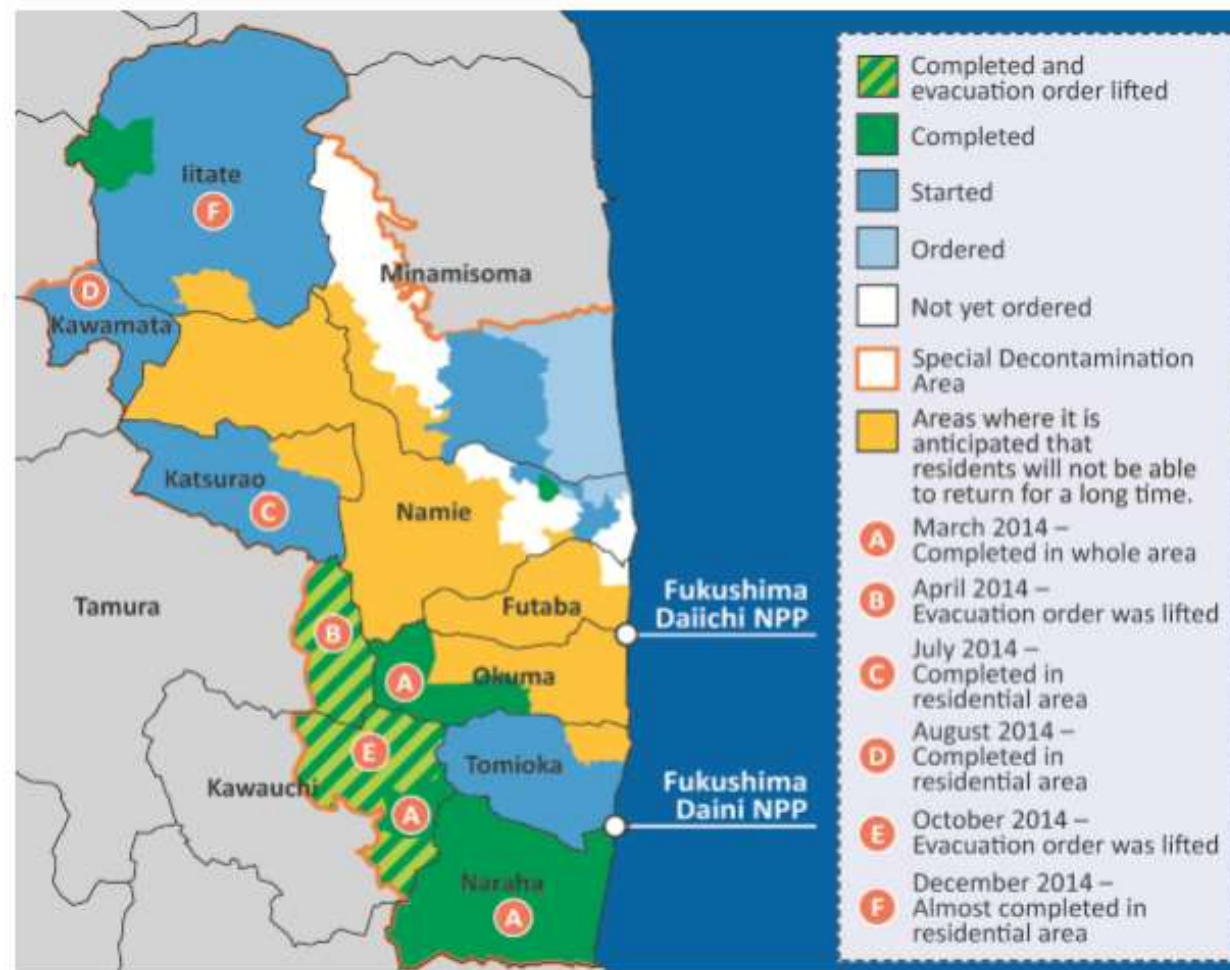 Iitate
F
Minamisoma
D
Kawamata
Katsurao
C
Namie
Tamura
B
Futaba
Fukushima
Daiichi NPP
A
Okuma
E
Tomioka
Kawauchi
A
Fukushima
Daini NPP
Naraha
A
Completed and
evacuation order lifted
Completed
Started
Ordered
Not yet ordered
Special Decontamination
Area
Areas where it is
anticipated that
residents will not be able
to return for a long time.
A
March 2014 –
Completed in whole area
B
April 2014 –
Evacuation order was lifted
C
July 2014 –
Completed in
residential area
D
August 2014 –
Completed in
residential area
E
October 2014 –
Evacuation order was lifted
F
December 2014 –
Almost completed in
residential area